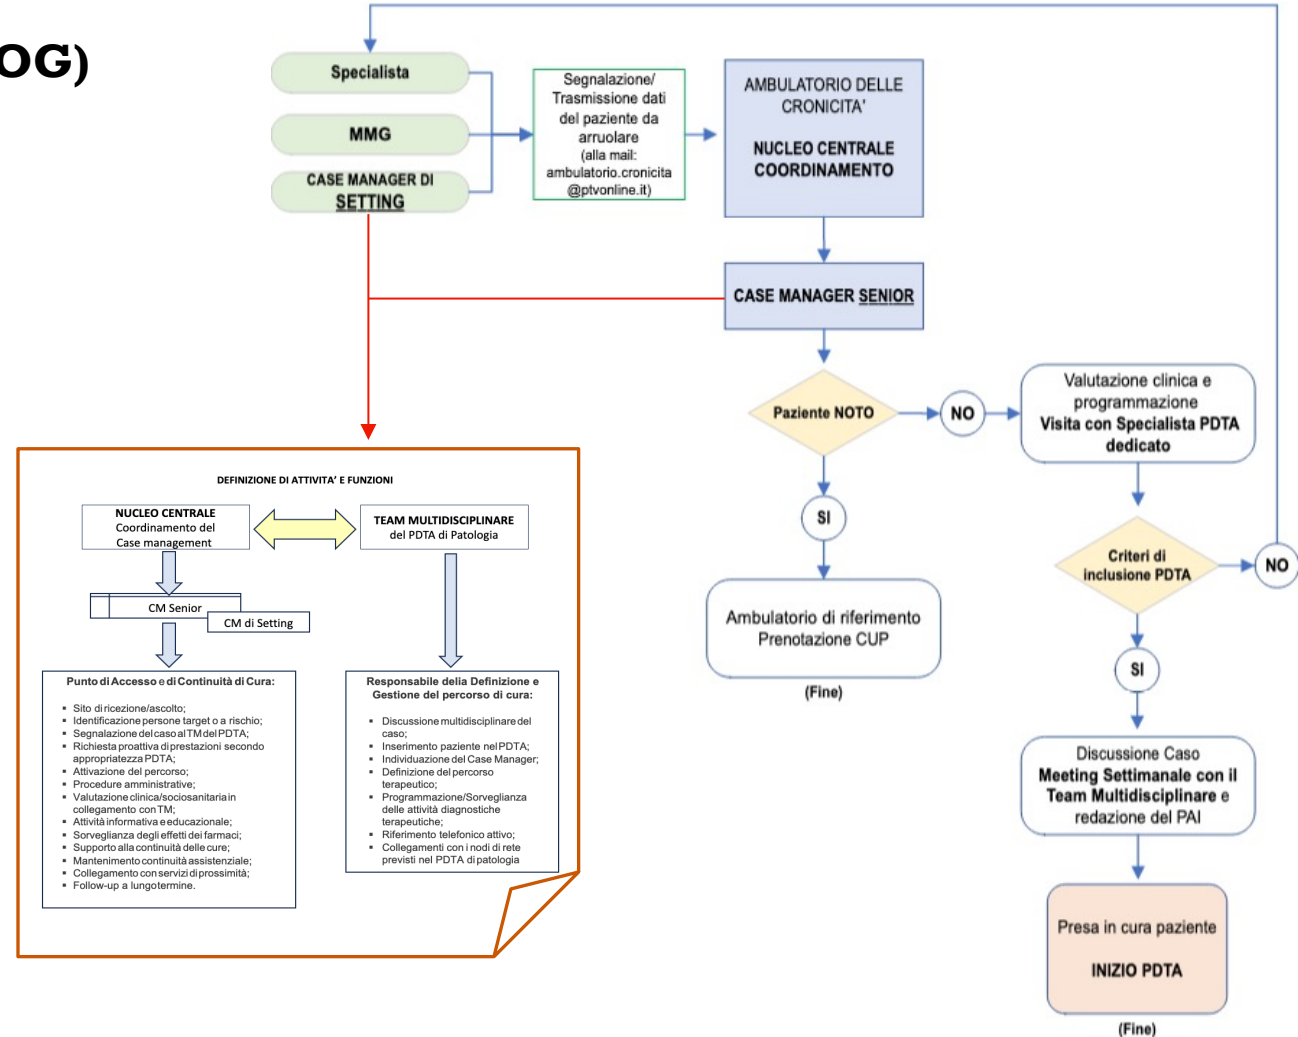 OG)
Specialista
MMG
CASE MANAGER DI
SETTING
Segnalazione/
Trasmissione dati
del paziente da
arruolare
(alla mail:
ambulatorio.cronicita
@ptvonline.it)
AMBULATORIO DELLE
CRONICITA'
NUCLEO CENTRALE
COORDINAMENTO
CASE MANAGER SENIOR
Paziente NOTO
NO
Valutazione clinica e
programmazione
Visita con Specialista PDTA
dedicato
SI
Ambulatorio di riferimento
Prenotazione CUP
(Fine)
Criteri di
inclusione PDTA
NO
SI
Discussione Caso
Meeting Settimanale con il
Team Multidisciplinare e
redazione del PAI
Presa in cura paziente
INIZIO PDTA
(Fine)
DEFINIZIONE DI ATTIVITA' E FUNZIONI
NUCLEO CENTRALE
Coordinamento del
Case management
TEAM MULTIDISCIPLINARE
del PDTA di Patologia
CM Senior
CM di Setting
Punto di Accesso e di Continuità di Cura:
▪ Sito di ricezione/ascolto;
▪ Identificazione persone target o a rischio;
▪ Segnalazione del caso al TM del PDTA;
▪ Richiesta proattiva di prestazioni secondo
appropriatezza PDTA;
▪ Attivazione del percorso;
▪ Procedure amministrative;
▪ Valutazione clinica/sociosanitaria in
collegamento con TM;
▪ Attività informativa e educazionale;
▪ Sorveglianza degli effetti dei farmaci;
▪ Supporto alla continuità delle cure;
▪ Mantenimento continuità assistenziale;
▪ Collegamento con servizi di prossimità;
▪ Follow-up a lungo termine.
Responsabile delia Definizione e
Gestione del percorso di cura:
▪ Discussione multidisciplinare del
caso;
▪ Inserimento paziente nel PDTA;
▪ Individuazione del Case Manager;
▪ Definizione del percorso
terapeutico;
▪ Programmazione/Sorveglianza
delle attività diagnostiche
terapeutiche;
▪ Riferimento telefonico attivo;
▪ Collegamenti con i nodi di rete
previsti nel PDTA di patologia